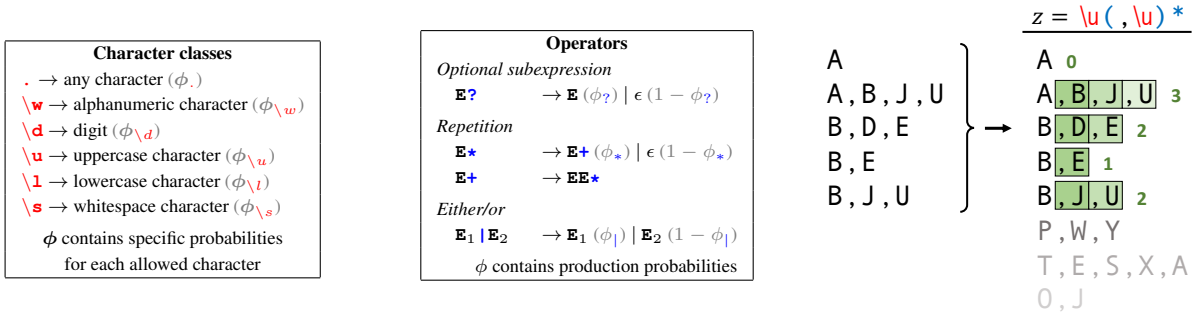 Character classes
. → any character (ϕ.)
\w → alphanumeric character (ϕ\w)
\d → digit (ϕ\d)
\u → uppercase character (ϕ\u)
\l → lowercase character (ϕ\l)
\s → whitespace character (ϕ\s)
ϕ contains specific probabilities
for each allowed character
Operators
Optional subexpression
E? → E (ϕ?) | ϵ (1 − ϕ?)
Repetition
E* → E+ (ϕ*) | ϵ (1 − ϕ*)
E+ → EE*
Either/or
E1|E2 → E1 (ϕ|) | E2 (1 − ϕ|)
ϕ contains production probabilities
A
A,B,J,U
B,D,E
B,E
B,J,U
z = \u(,\u)*
A 0
A,B,J,U 3
B,D,E 2
B,E 1
B,J,U 2
P,W,Y
T,E,S,X,A
O,J